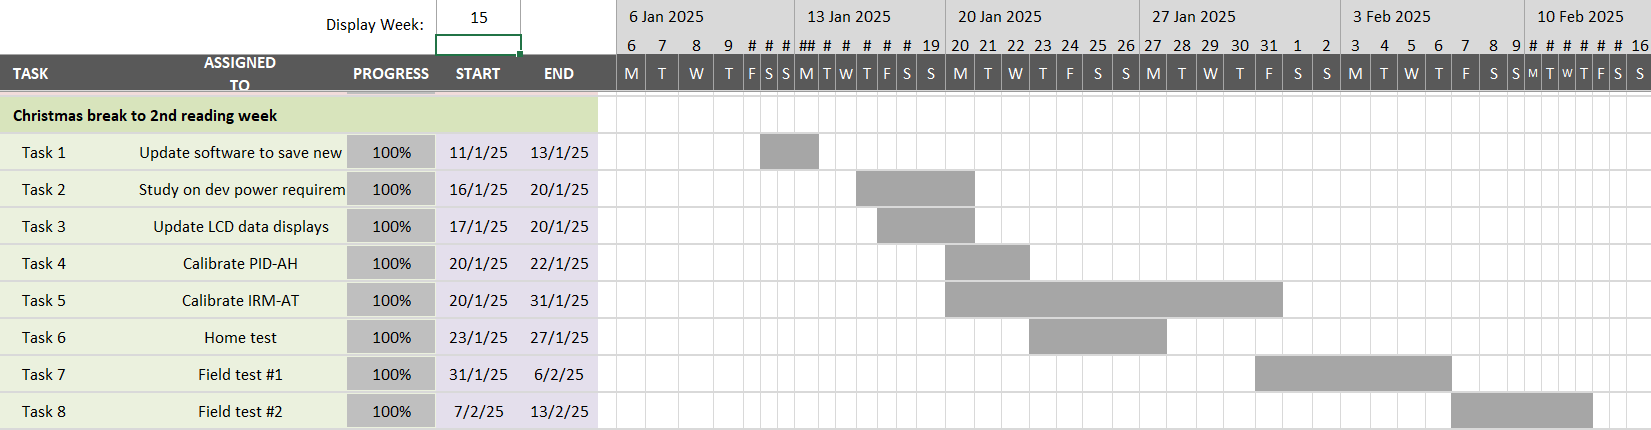 Display Week: 15 6 Jan 2025 13 Jan 2025 20 Jan 2025 27 Jan 2025 3 Feb 2025 10 Feb 2025
6 7 8 9 # # # ## # # # # # 19 20 21 22 23 24 25 26 27 28 29 30 31 1 2 3 4 5 6 7 8 9 # # # # # # 16
TASK ASSIGNED TO PROGRESS START END M T W T F S S M T W T F S S M T W T F S S M T W T F S S M T W T F S S M T W T F S S
Christmas break to 2nd reading week
Task 1 Update software to save new 100% 11/1/25 13/1/25
Task 2 Study on dev power requirem 100% 16/1/25 20/1/25
Task 3 Update LCD data displays 100% 17/1/25 20/1/25
Task 4 Calibrate PID-AH 100% 20/1/25 22/1/25
Task 5 Calibrate IRM-AT 100% 20/1/25 31/1/25
Task 6 Home test 100% 23/1/25 27/1/25
Task 7 Field test #1 100% 31/1/25 6/2/25
Task 8 Field test #2 100% 7/2/25 13/2/25